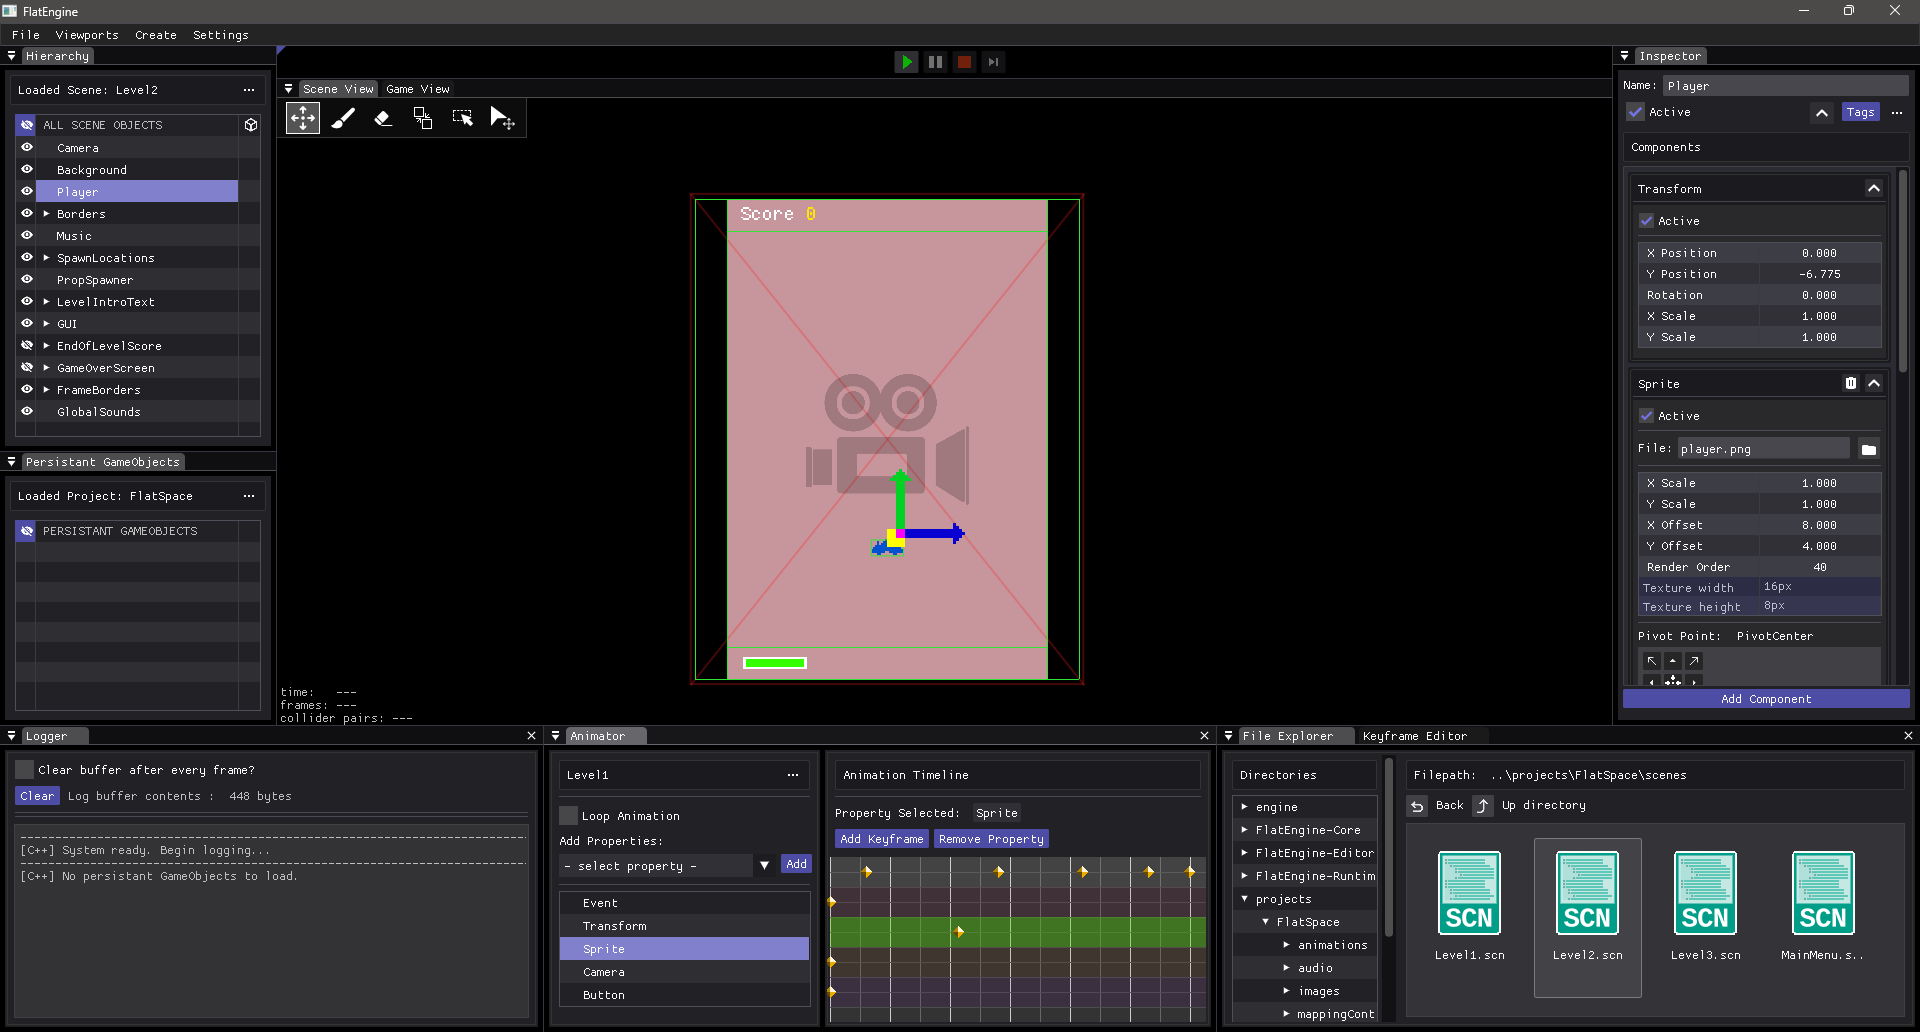 FlatEngine
File Viewports Create Settings
Hierarchy
Loaded Scene: Level2 ...
ALL SCENE OBJECTS
Camera
Background
Player
Borders
Music
SpawnLocations
PropSpawner
LevelIntroText
GUI
EndOfLevelScore
GameOverScreen
FrameBorders
GlobalSounds
Persistant GameObjects
Loaded Project: FlatSpace ...
PERSISTANT GAMEOBJECTS
Scene View Game View
Score 0
time: ---
frames: ---
collider pairs: ---
Inspector
Name: Player
Active Tags ...
Components
Transform
Active
X Position 0.000
Y Position -6.775
Rotation 0.000
X Scale 1.000
Y Scale 1.000
Sprite
Active
File: player.png
X Scale 1.000
Y Scale 1.000
X Offset 8.000
Y Offset 4.000
Render Order 40
Texture width 16px
Texture height 8px
Pivot Point: PivotCenter
Add Component
Logger
Clear buffer after every frame?
Clear Log buffer contents : 448 bytes
[C++] System ready. Begin logging...
[C++] No persistant GameObjects to load.
Animator
Level1 ...
Loop Animation
Add Properties:
- select property - Add
Event
Transform
Sprite
Camera
Button
Animation Timeline
Property Selected: Sprite
Add Keyframe Remove Property
File Explorer Keyframe Editor
Directories
engine
FlatEngine-Core
FlatEngine-Editor
FlatEngine-Runtim
projects
FlatSpace
animations
audio
images
mappingCont
Filepath: ..\projects\FlatSpace\scenes
Back Up directory
SCN SCN SCN SCN
Level1.scn Level2.scn Level3.scn MainMenu.s..